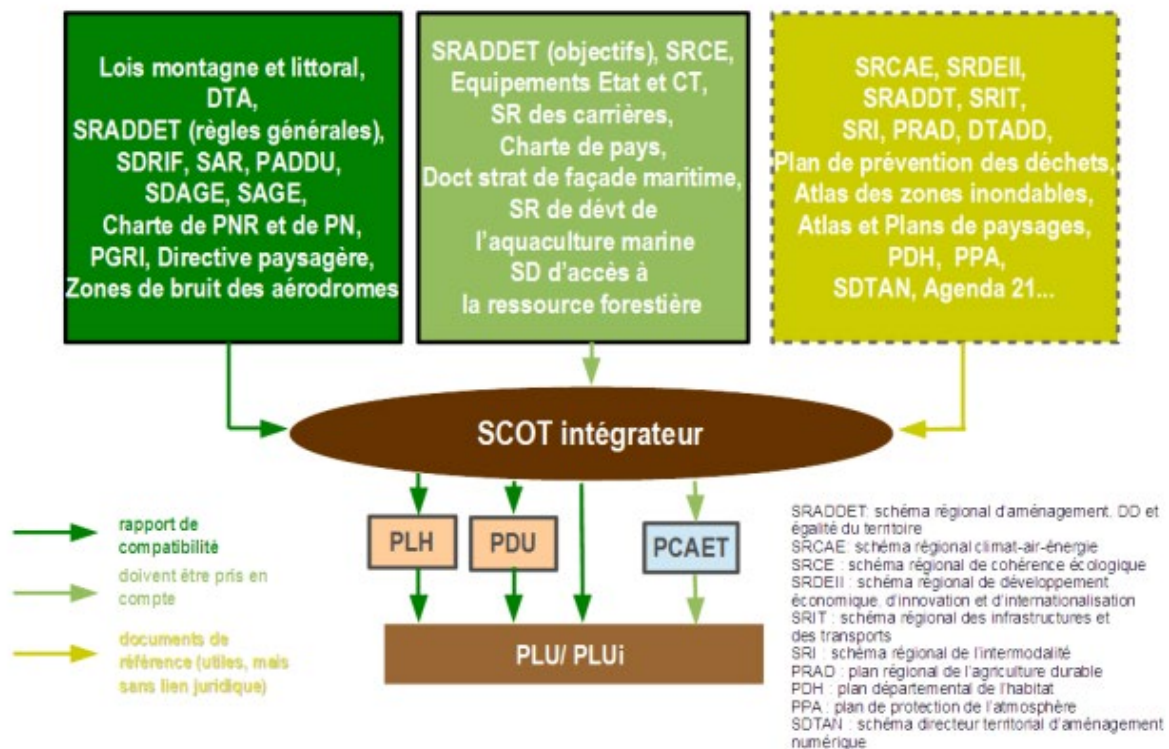 Lois montagne et littoral,
DTA,
SRADDET (règles générales),
SDRIF, SAR, PADDU,
SDAGE, SAGE,
Charte de PNR et de PN,
PGRI, Directive paysagère,
Zones de bruit des aérodromes
SRADDET (objectifs), SRCE,
Equipements Etat et CT,
SR des carrières,
Charte de pays,
Doct strat de façade maritime,
SR de dévt de
l'aquaculture marine
SD d'accès à
la ressource forestière
SRCAE, SRDEII,
SRADDT, SRIT,
SRI, PRAD, DTADD,
Plan de prévention des déchets,
Atlas des zones inondables,
Atlas et Plans de paysages,
PDH, PPA,
SDTAN, Agenda 21...
SCOT intégrateur
PLH
PDU
PCAET
PLU/ PLUi
rapport de
compatibilité
doivent être pris en
compte
documents de
référence (utiles, mais
sans lien juridique)
SRADDET: schéma régional d'aménagement, DD et
égalité du territoire
SRCAE : schéma régional climat-air-énergie
SRCE : schéma régional de cohérence écologique
SRDEII : schéma régional de développement
économique, d'innovation et d'internationalisation
SRIT : schéma régional des infrastructures et
des transports
SRI : schéma régional de l'intermodalité
PRAD : plan régional de l'agriculture durable
PDH : plan départemental de l'habitat
PPA : plan de protection de l'atmosphère
SDTAN : schéma directeur territorial d'aménagement
numérique